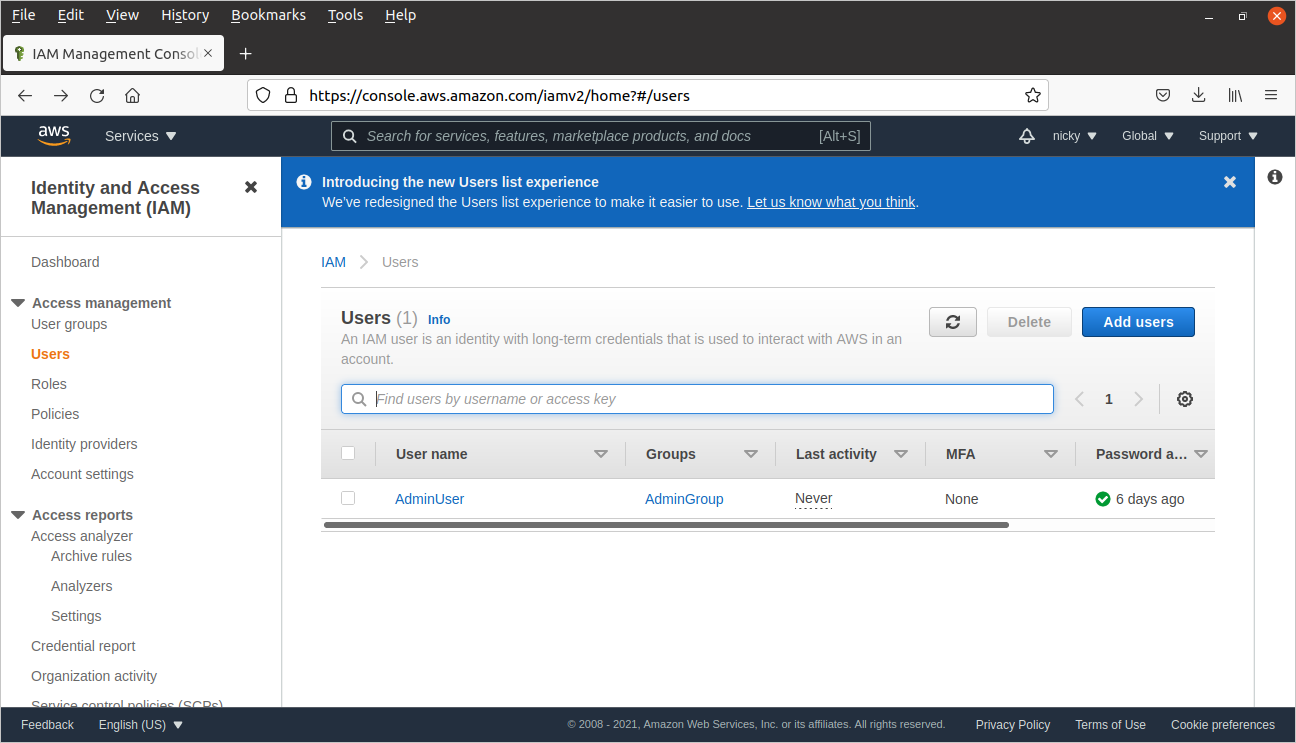 File Edit View History Bookmarks Tools Help
IAM Management Consol
https://console.aws.amazon.com/iamv2/home?#/users
aws Services Search for services, features, marketplace products, and docs [Alt+S] nicky Global Support
Identity and Access
Management (IAM)
Dashboard
Access management
User groups
Users
Roles
Policies
Identity providers
Account settings
Access reports
Access analyzer
Archive rules
Analyzers
Settings
Credential report
Organization activity
Service control policies (SCPs)
Introducing the new Users list experience
We've redesigned the Users list experience to make it easier to use. Let us know what you think.
IAM Users
Users (1) Info
An IAM user is an identity with long-term credentials that is used to interact with AWS in an
account.
Delete Add users
Find users by username or access key
1
User name Groups Last activity MFA Password a...
AdminUser AdminGroup Never None 6 days ago
Feedback English (US) © 2008 - 2021, Amazon Web Services, Inc. or its affiliates. All rights reserved. Privacy Policy Terms of Use Cookie preferences